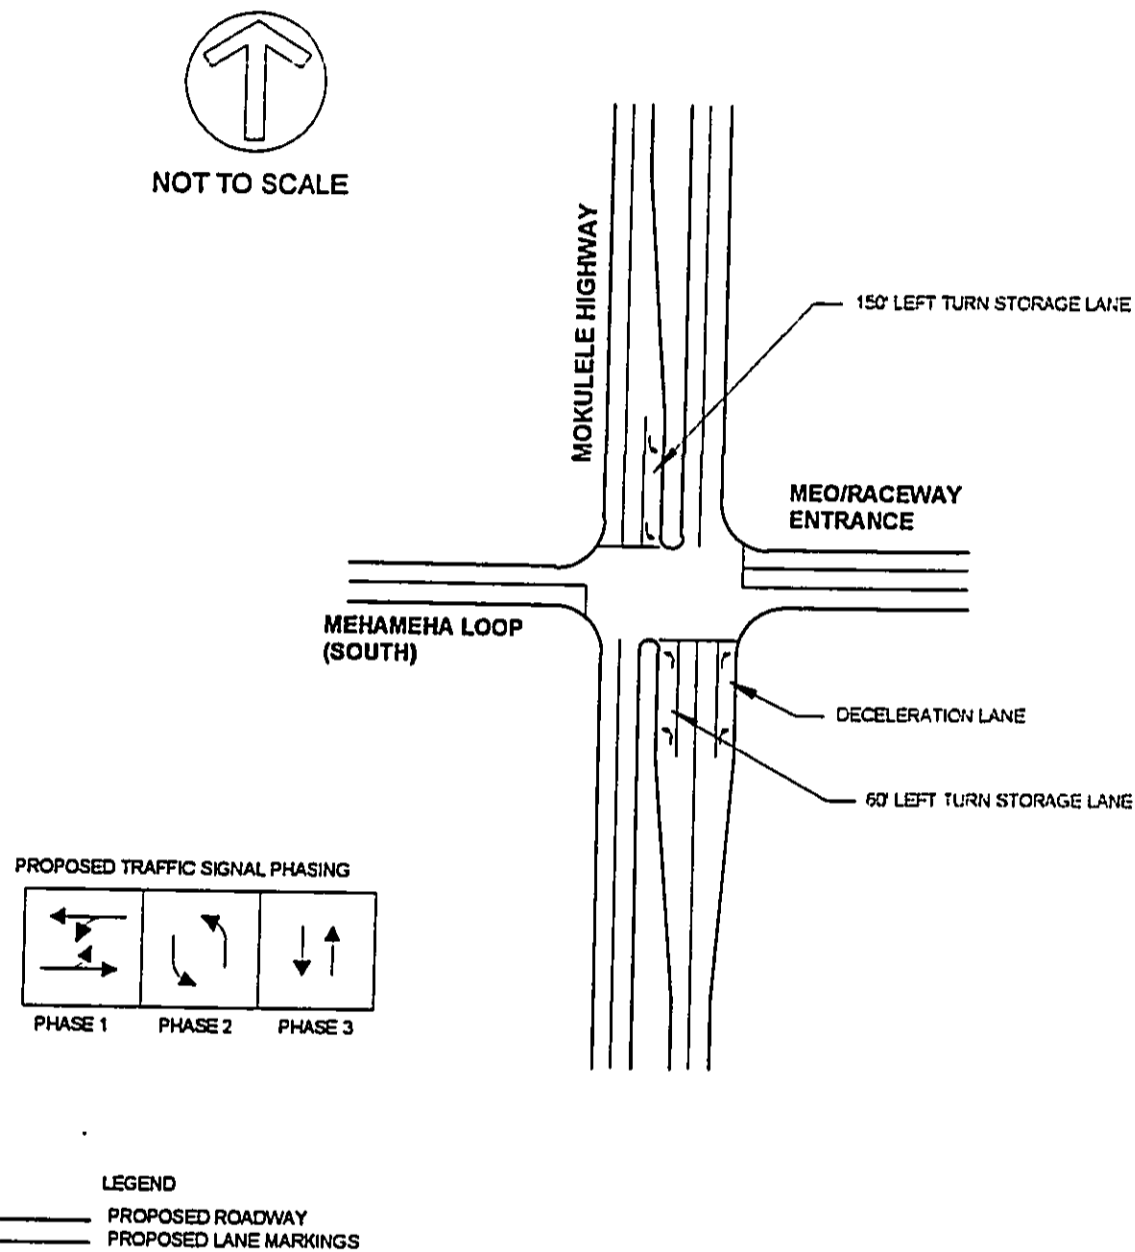 NOT TO SCALE
MOKULELE HIGHWAY
150' LEFT TURN STORAGE LANE
MEO/RACEWAY
ENTRANCE
MEHAMEHA LOOP
(SOUTH)
DECELERATION LANE
60' LEFT TURN STORAGE LANE
PROPOSED TRAFFIC SIGNAL PHASING
PHASE 1 PHASE 2 PHASE 3
LEGEND
PROPOSED ROADWAY
PROPOSED LANE MARKINGS